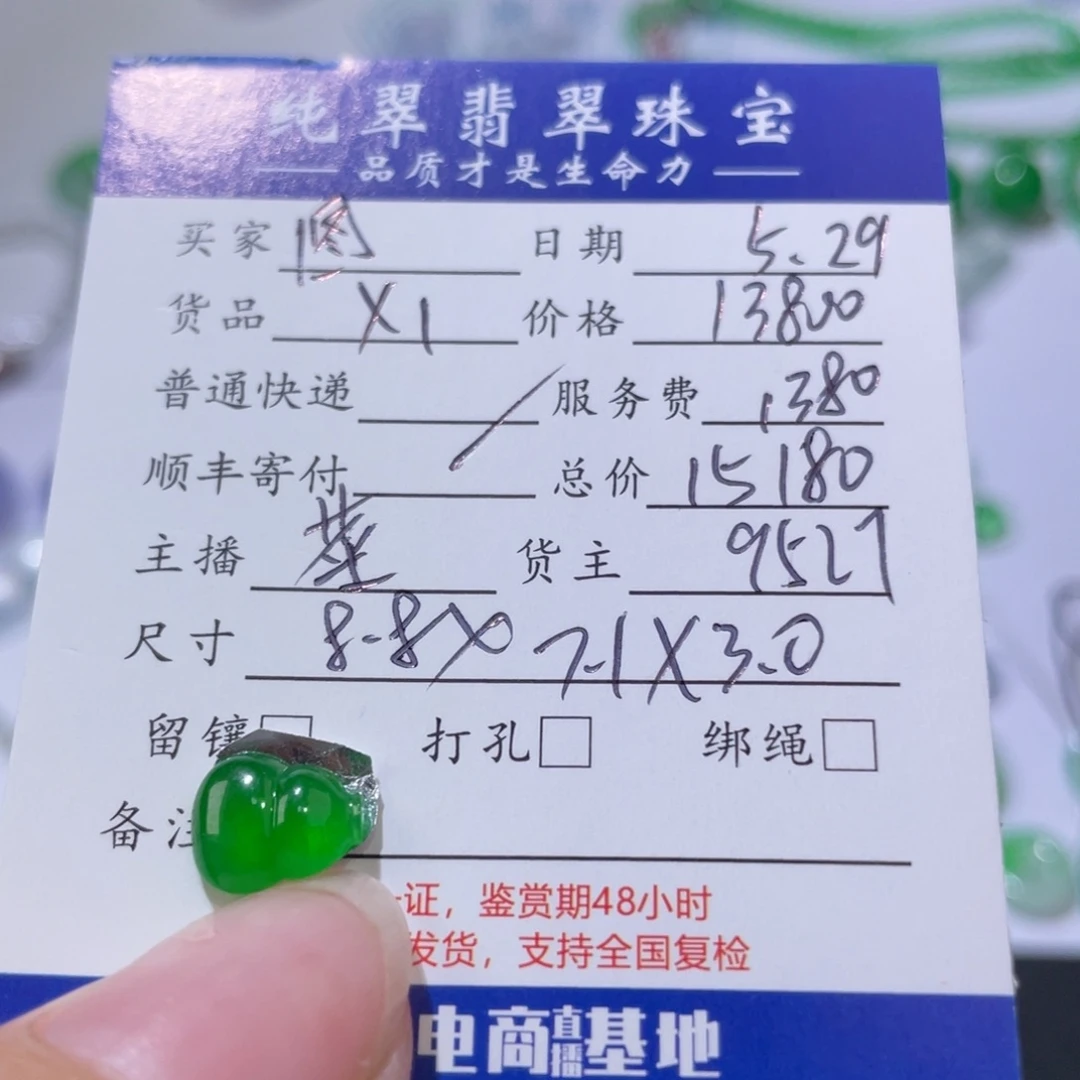 纯翠翡翠珠宝
品质才是生命力
买家 日期 5.29
货品 X1 价格 13800
普通快递 服务费 1380
顺丰寄付 总价 15180
主播 菜 货主 9527
尺寸 8.8X7.1X3.0
留镶 打孔 绑绳
备注
证，鉴赏期48小时
发货，支持全国复检
电商直播基地